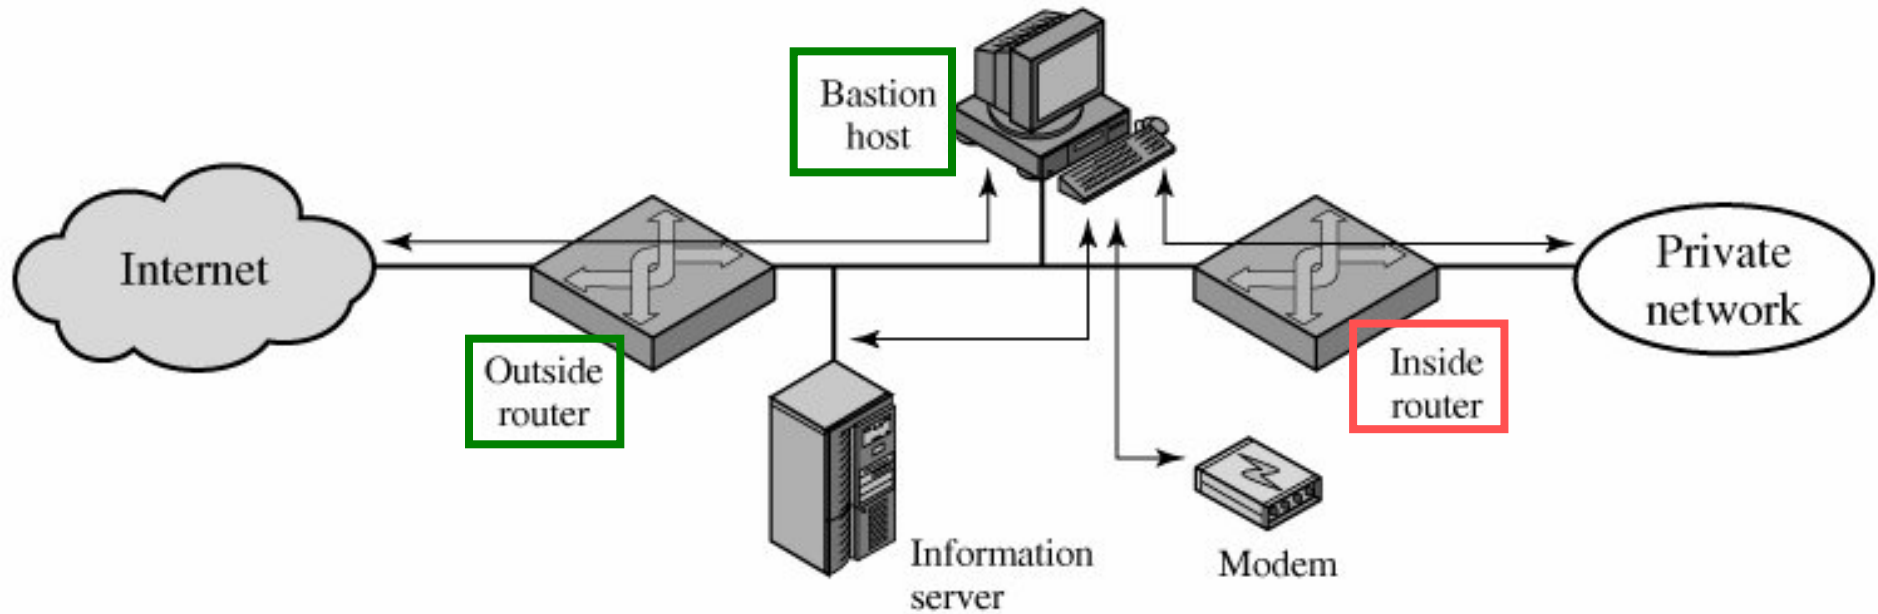 Bastion
host
Internet
Private
network
Outside
router
Inside
router
Information
server
Modem